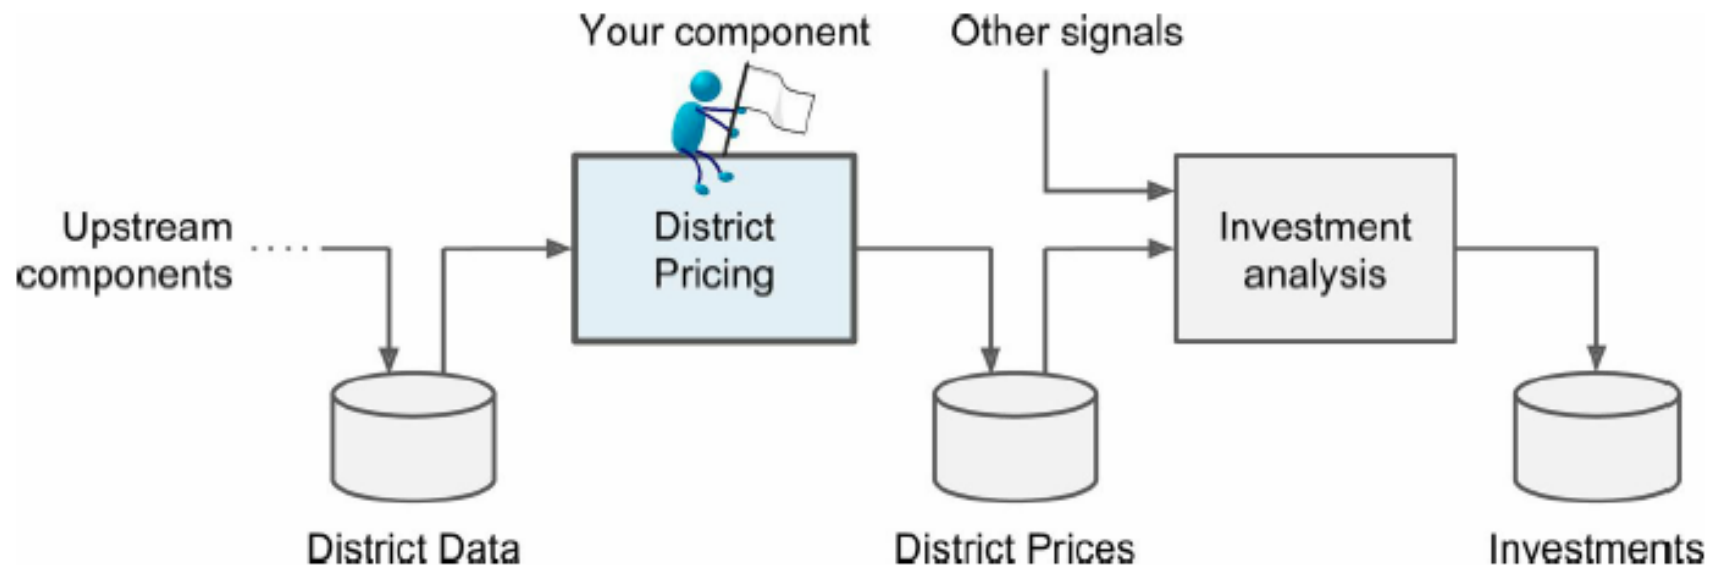 Your component
Other signals
Upstream
components
District
Pricing
Investment
analysis
District Data
District Prices
Investments